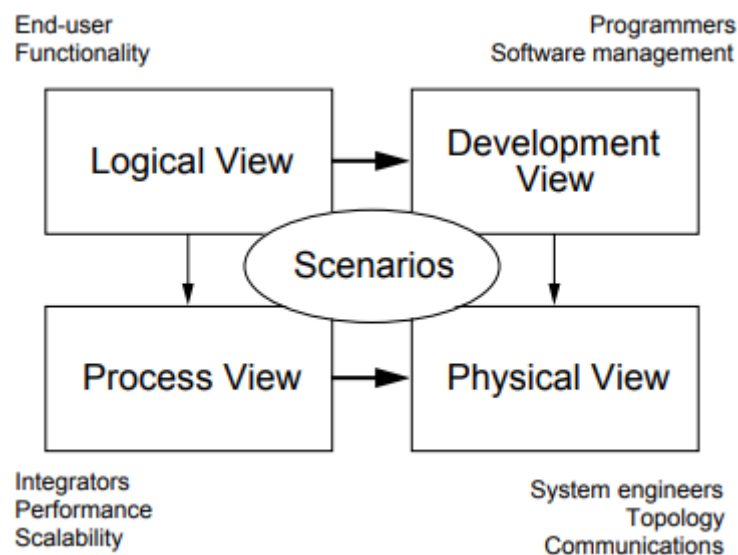 End-user
Functionality
Programmers
Software management
Logical View
Development
View
Scenarios
Process View
Physical View
Integrators
Performance
Scalability
System engineers
Topology
Communications